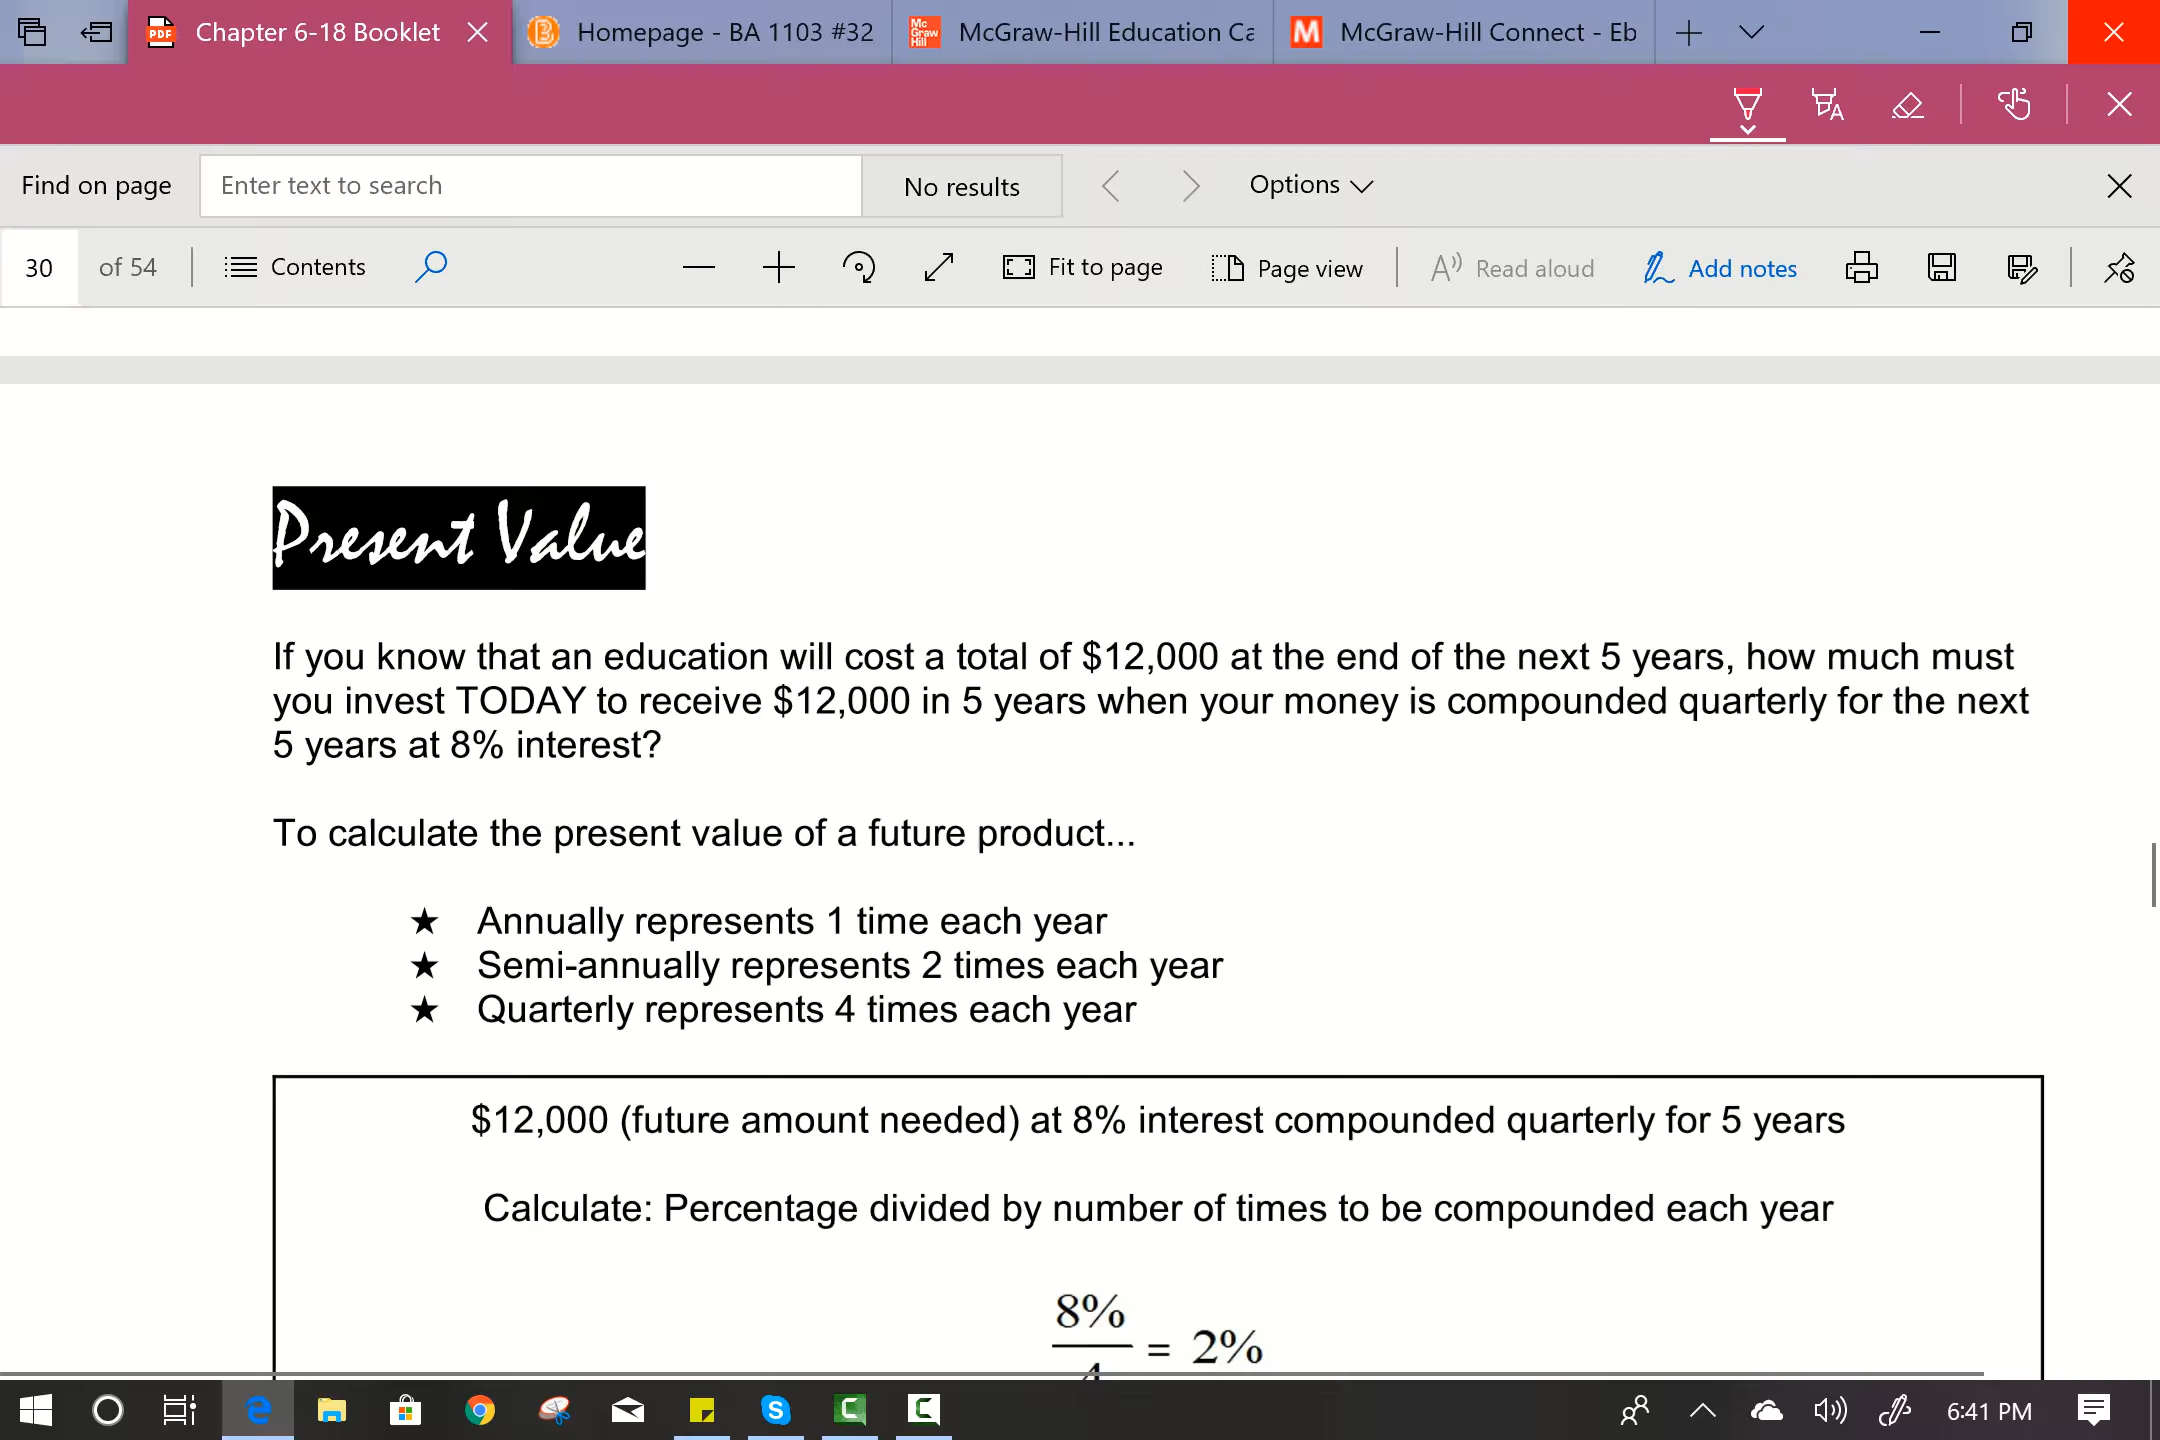 Chapter 6-18 Booklet
Homepage - BA 1103 #32
McGraw-Hill Education Ca
McGraw-Hill Connect - Eb
Find on page
Enter text to search
No results
Options
30
of 54
Contents
Fit to page
Page view
Read aloud
Add notes
Present Value
If you know that an education will cost a total of $12,000 at the end of the next 5 years, how much must
you invest TODAY to receive $12,000 in 5 years when your money is compounded quarterly for the next
5 years at 8% interest?
To calculate the present value of a future product...
★ Annually represents 1 time each year
★ Semi-annually represents 2 times each year
★ Quarterly represents 4 times each year
$12,000 (future amount needed) at 8% interest compounded quarterly for 5 years
Calculate: Percentage divided by number of times to be compounded each year
8%
= 2%
4
6:41 PM